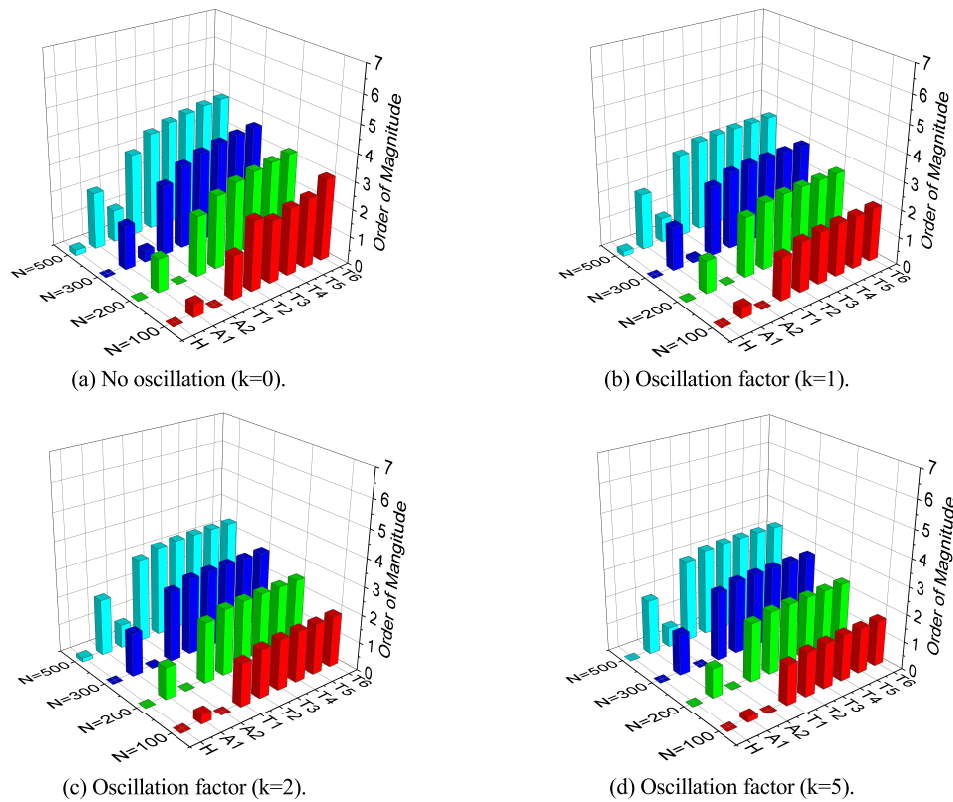 7
6
5
4
3
2
1
0
Order of Magnitude
N=500
N=300
N=200
N=100
H
A1
A2
T1
T2
T3
T4
T5
T6
(a) No oscillation (k=0).
7
6
5
4
3
2
1
0
Order of Magnitude
N=500
N=300
N=200
N=100
H
A1
A2
T1
T2
T3
T4
T5
T6
(b) Oscillation factor (k=1).
7
6
5
4
3
2
1
0
Order of Mangitude
N=500
N=300
N=200
N=100
H
A1
A2
T1
T2
T3
T4
T5
T6
(c) Oscillation factor (k=2).
7
6
5
4
3
2
1
0
Order of Magnitude
N=500
N=300
N=200
N=100
H
A1
A2
T1
T2
T3
T4
T5
T6
(d) Oscillation factor (k=5).